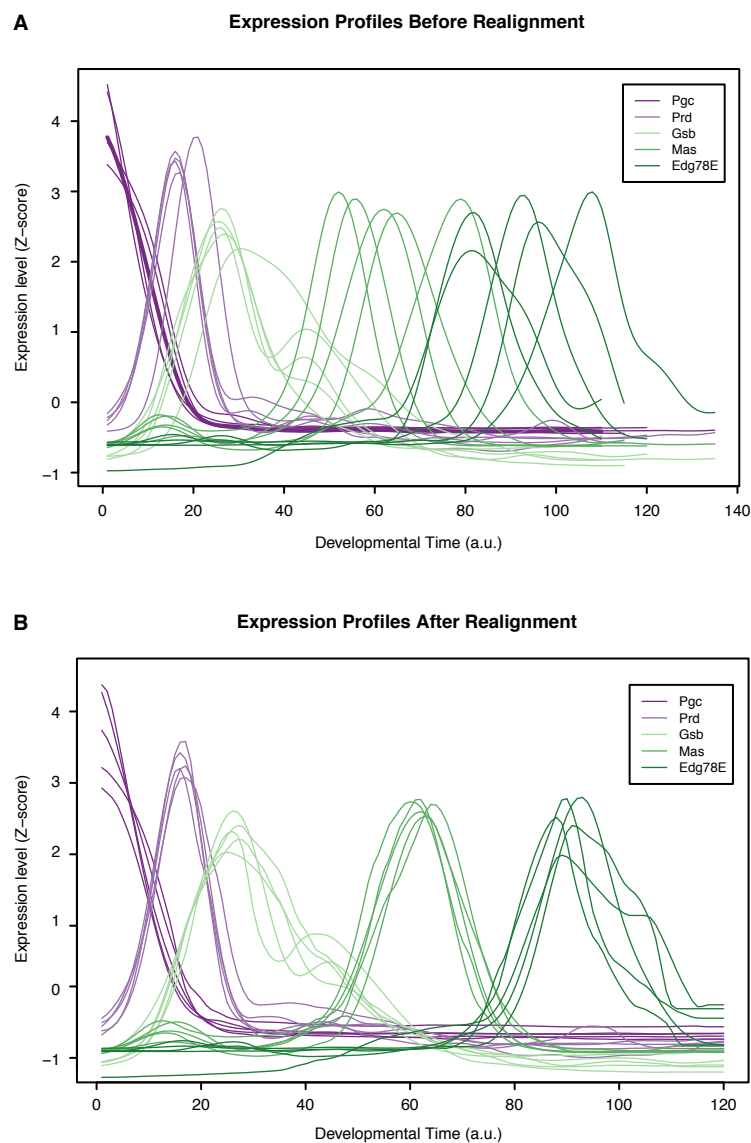 A
Expression Profiles Before Realignment
Expression level (Z−score)
4
3
2
1
0
−1
Pgc
Prd
Gsb
Mas
Edg78E
0 20 40 60 80 100 120 140
Developmental Time (a.u.)
B
Expression Profiles After Realignment
Expression level (Z−score)
4
3
2
1
0
−1
Pgc
Prd
Gsb
Mas
Edg78E
0 20 40 60 80 100 120
Developmental Time (a.u.)